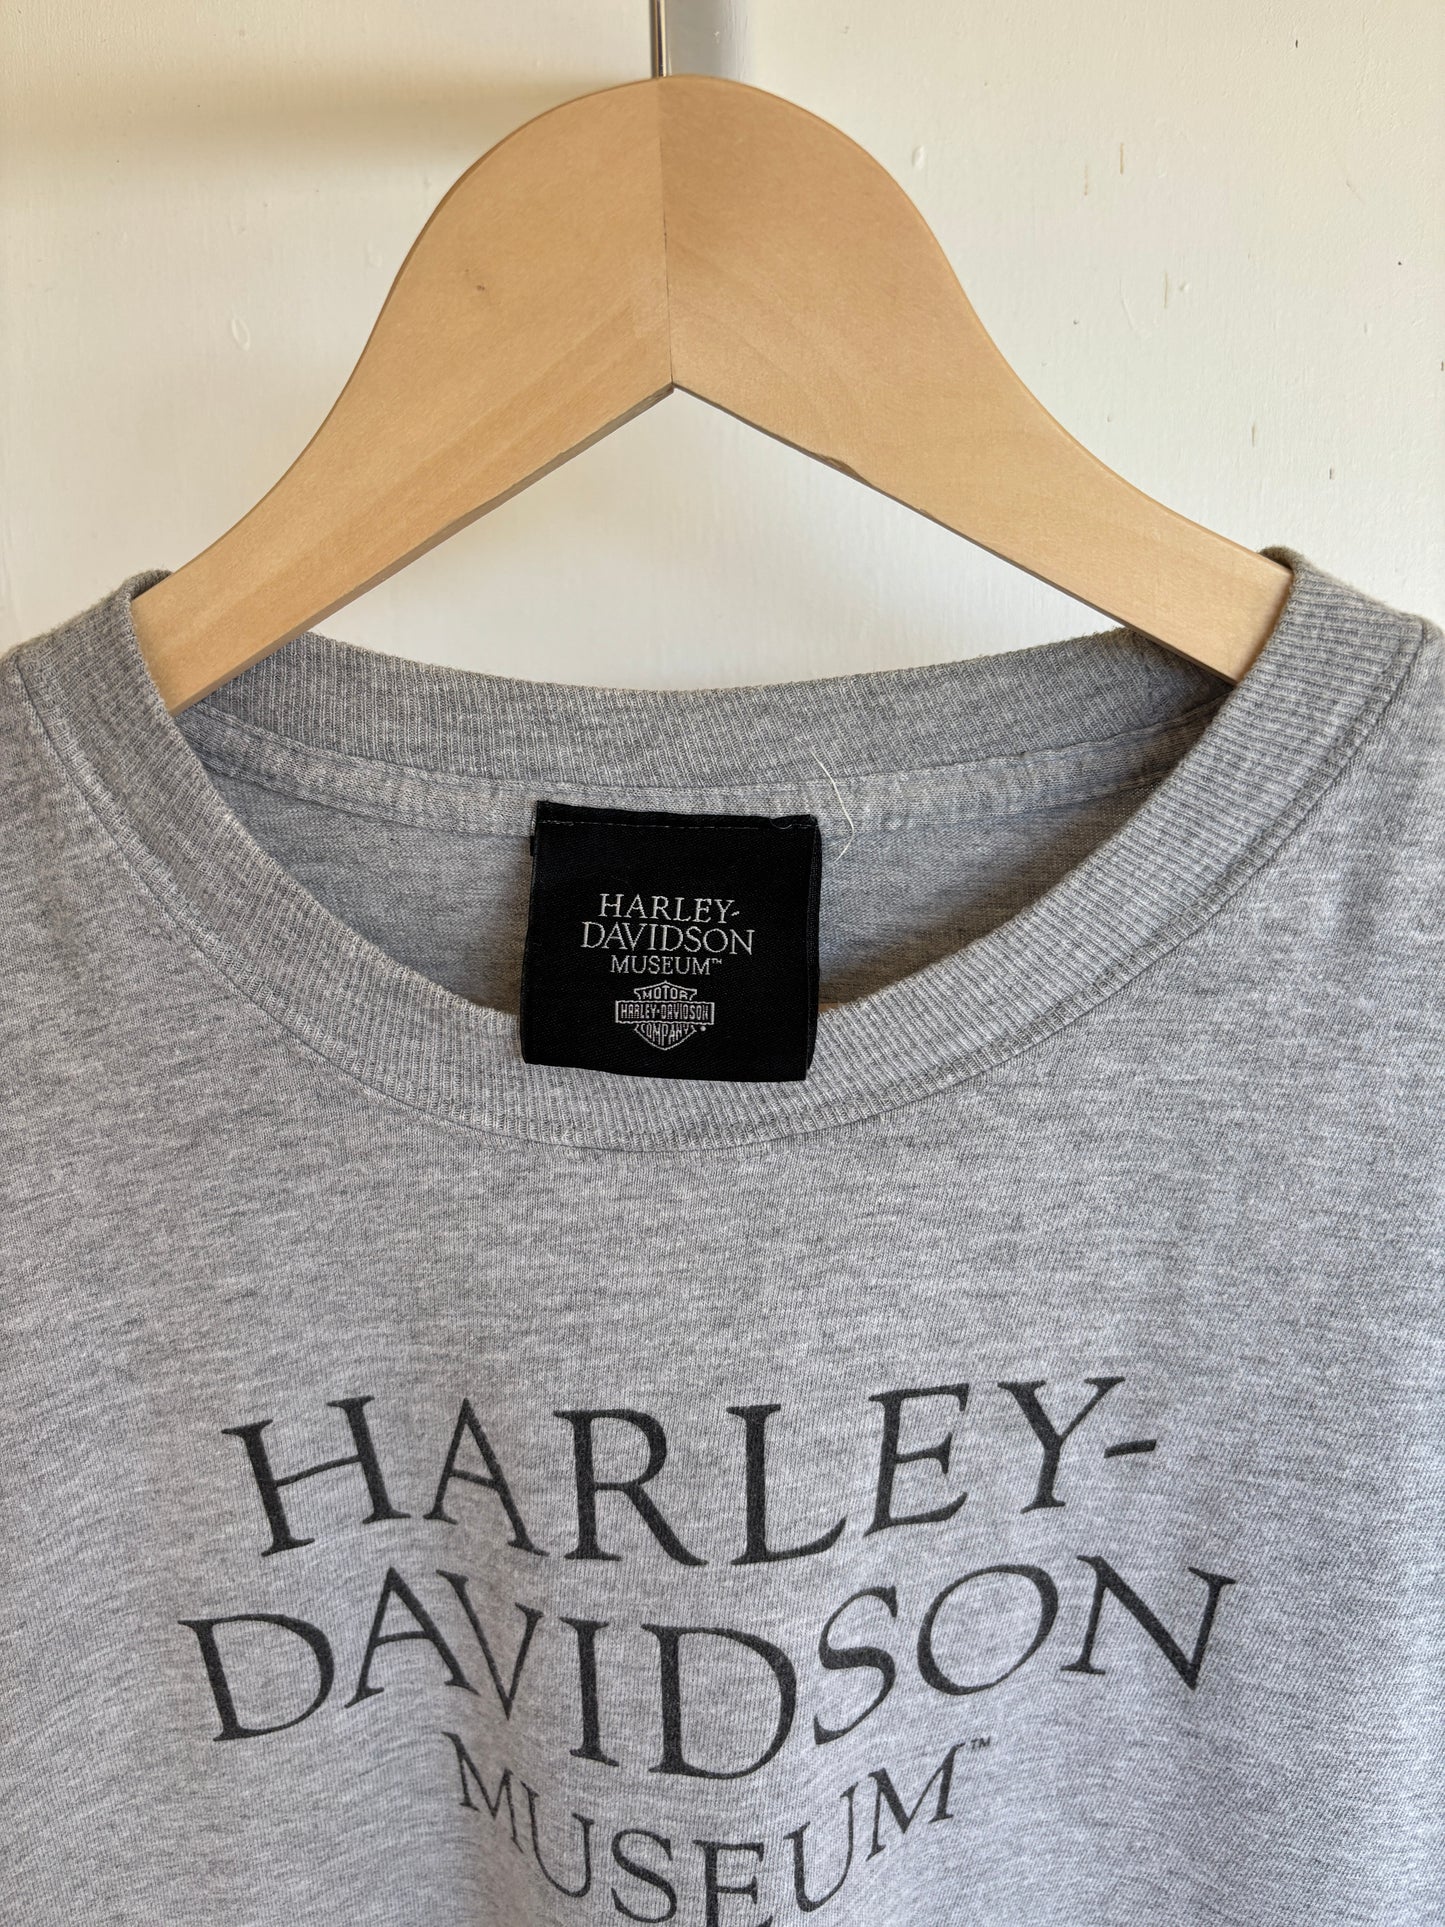 HARLEY-
DAVIDSON
MUSEUM™
MOTOR
HARLEY-DAVIDSON
COMPANY
HARLEY-
DAVIDSON
MUSEUM™